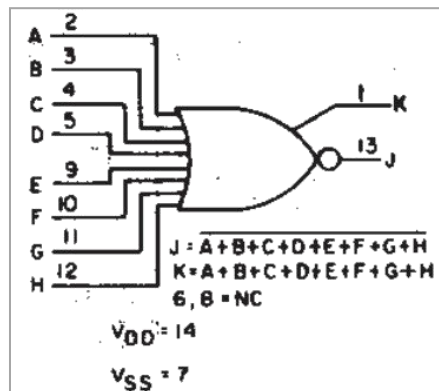 A 2
B 3
C 4
D 5
E 9
F 10
G 11
H 12
1 K
13 J
J = A+B+C+D+E+F+G+H
K=A+B+C+D+E+F+G+H
6, 8 = NC
VDD = 14
VSS = 7